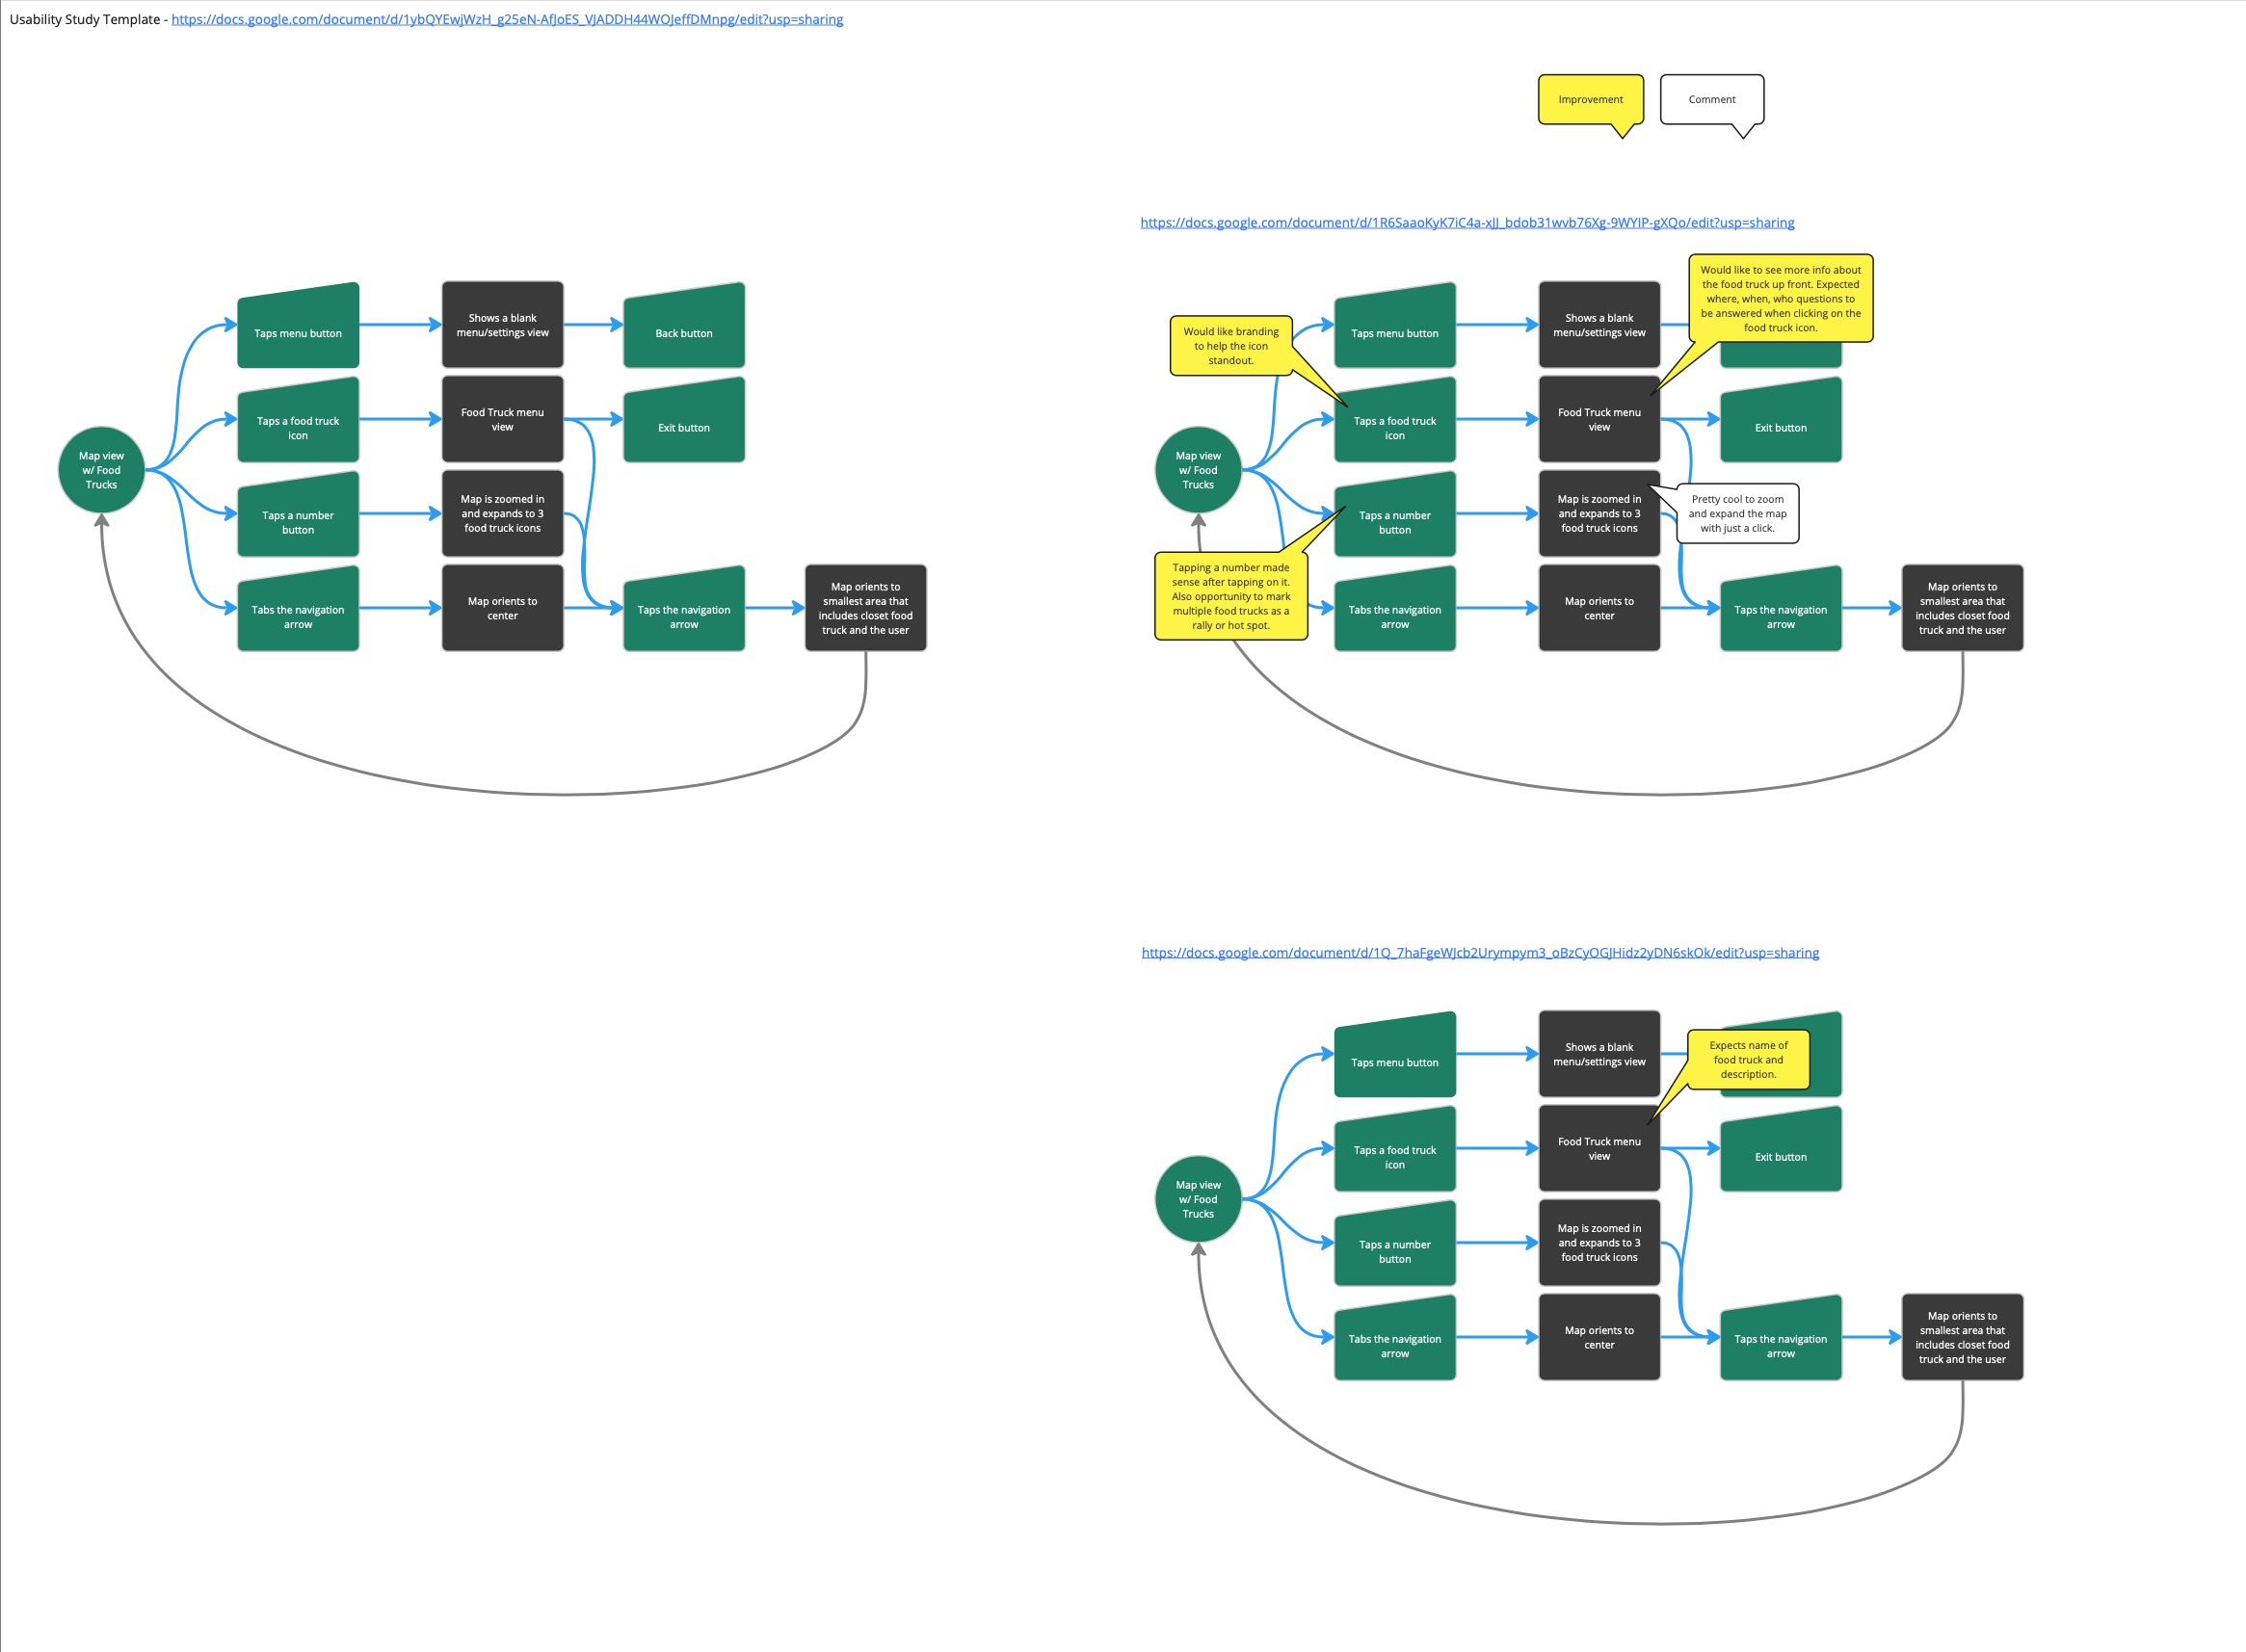 Usability Study Template - https://docs.google.com/document/d/1ybQYEwjWzH_g25eN-AfJoES_VJADDH44WOJeffDMnpg/edit?usp=sharing
Improvement
Comment
Taps menu button
Shows a blank
menu/settings view
Back button
Taps a food truck
icon
Food Truck menu
view
Exit button
Map view
w/ Food
Trucks
Taps a number
button
Map is zoomed in
and expands to 3
food truck icons
Tabs the navigation
arrow
Map orients to
center
Taps the navigation
arrow
Map orients to
smallest area that
includes closet food
truck and the user
https://docs.google.com/document/d/1R6SaaoKyK7iC4a-xJJ_bdob31wvb76Xg-9WYIP-gXQo/edit?usp=sharing
Would like to see more info about
the food truck up front. Expected
where, when, who questions to
be answered when clicking on the
food truck icon.
Would like branding
to help the icon
standout.
Taps menu button
Shows a blank
menu/settings view
Taps a food truck
icon
Food Truck menu
view
Exit button
Map view
w/ Food
Trucks
Taps a number
button
Map is zoomed in
and expands to 3
food truck icons
Pretty cool to zoom
and expand the map
with just a click.
Tapping a number made
sense after tapping on it.
Also opportunity to mark
multiple food trucks as a
rally or hot spot.
Tabs the navigation
arrow
Map orients to
center
Taps the navigation
arrow
Map orients to
smallest area that
includes closet food
truck and the user
https://docs.google.com/document/d/1Q_7haFgeWJcb2Urympym3_oBzCyOGJHidz2yDN6skOk/edit?usp=sharing
Taps menu button
Shows a blank
menu/settings view
Expects name of
food truck and
description.
Taps a food truck
icon
Food Truck menu
view
Exit button
Map view
w/ Food
Trucks
Taps a number
button
Map is zoomed in
and expands to 3
food truck icons
Tabs the navigation
arrow
Map orients to
center
Taps the navigation
arrow
Map orients to
smallest area that
includes closet food
truck and the user